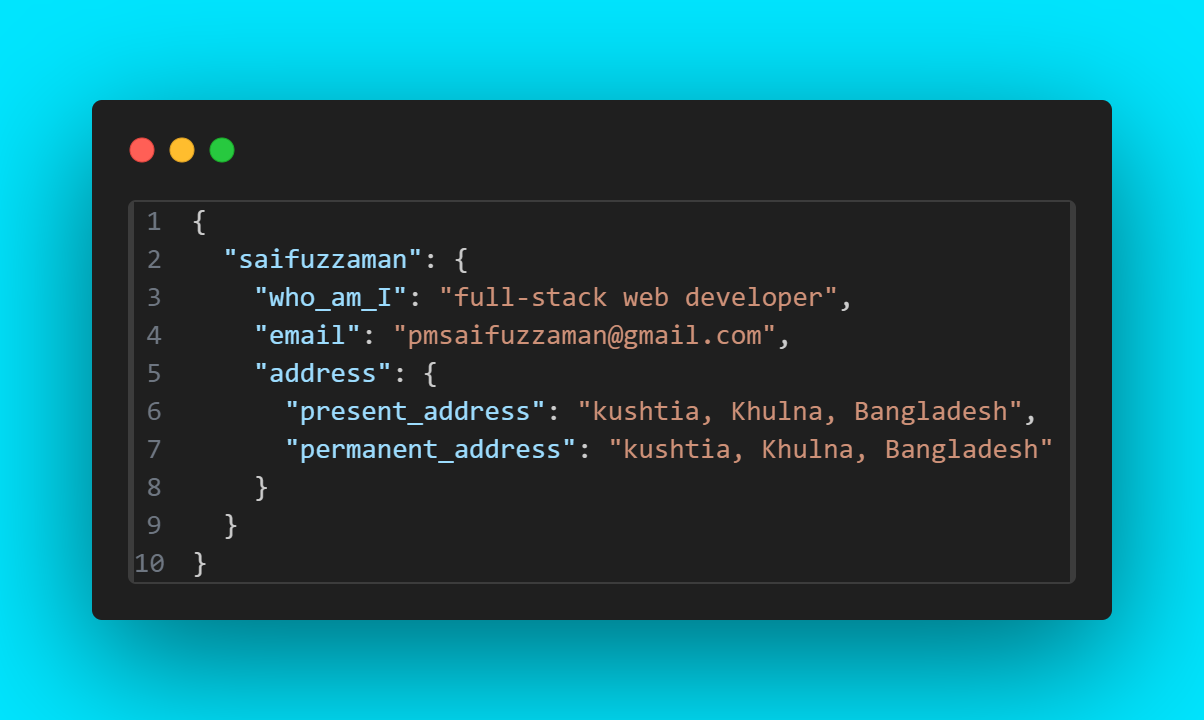 1 {
2   "saifuzzaman": {
3     "who_am_I": "full-stack web developer",
4     "email": "pmsaifuzzaman@gmail.com",
5     "address": {
6       "present_address": "kushtia, Khulna, Bangladesh",
7       "permanent_address": "kushtia, Khulna, Bangladesh"
8     }
9   }
10 }